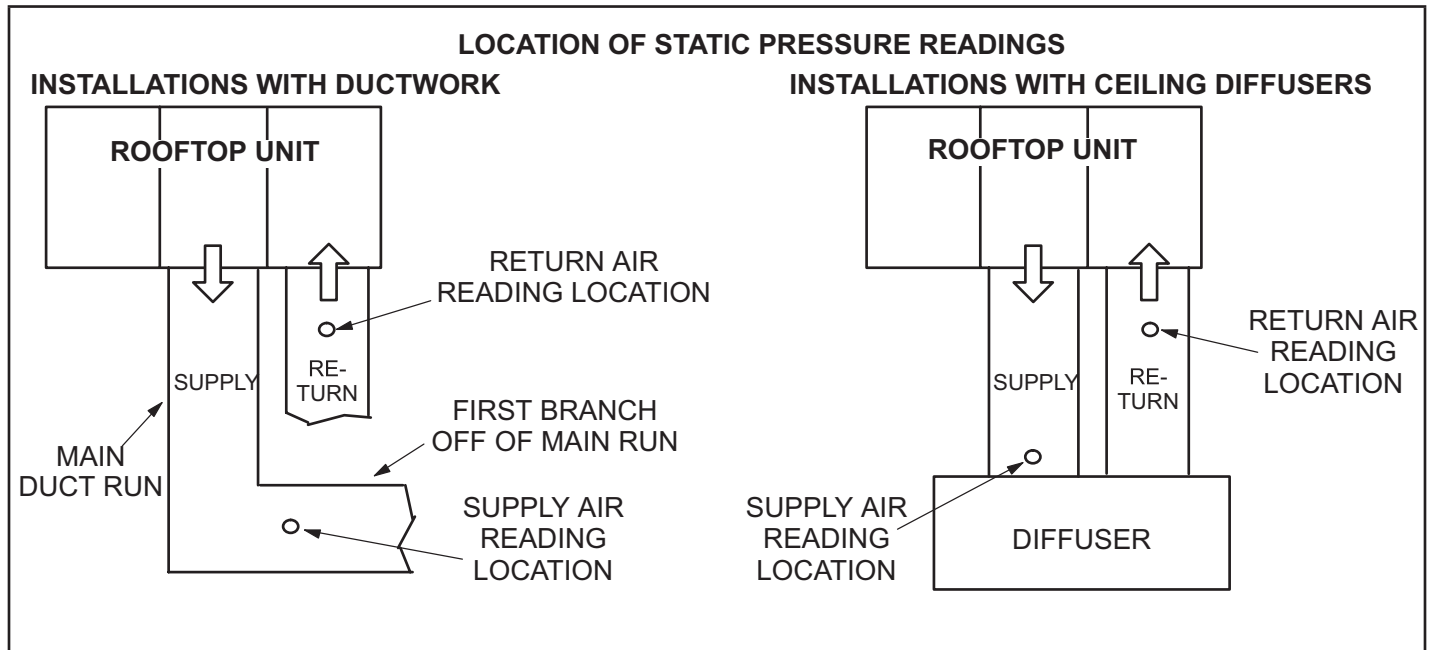 LOCATION OF STATIC PRESSURE READINGS
INSTALLATIONS WITH DUCTWORK
ROOFTOP UNIT
RETURN AIR
READING LOCATION
SUPPLY
RE-
TURN
FIRST BRANCH
OFF OF MAIN RUN
MAIN
DUCT RUN
SUPPLY AIR
READING
LOCATION
INSTALLATIONS WITH CEILING DIFFUSERS
ROOFTOP UNIT
RETURN AIR
READING
LOCATION
SUPPLY
RE-
TURN
SUPPLY AIR
READING
LOCATION
DIFFUSER